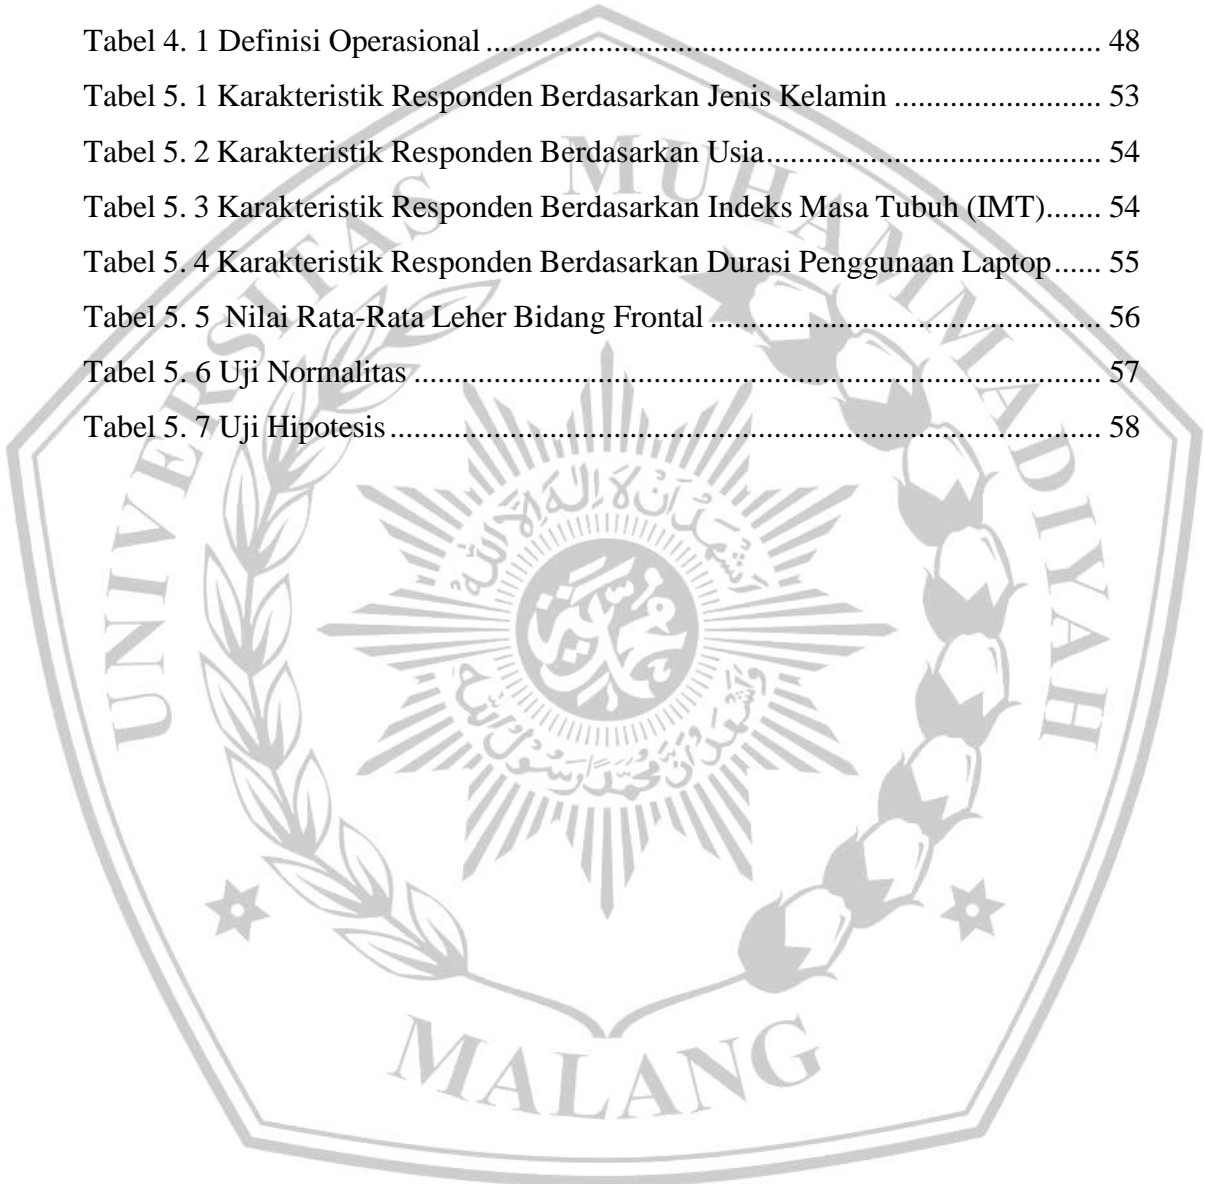 Tabel 4. 1 Definisi Operasional ............................................................................. 48
Tabel 5. 1 Karakteristik Responden Berdasarkan Jenis Kelamin .......................... 53
Tabel 5. 2 Karakteristik Responden Berdasarkan Usia.......................................... 54
Tabel 5. 3 Karakteristik Responden Berdasarkan Indeks Masa Tubuh (IMT)....... 54
Tabel 5. 4 Karakteristik Responden Berdasarkan Durasi Penggunaan Laptop...... 55
Tabel 5. 5  Nilai Rata-Rata Leher Bidang Frontal ................................................. 56
Tabel 5. 6 Uji Normalitas ...................................................................................... 57
Tabel 5. 7 Uji Hipotesis......................................................................................... 58
UNIVERSITAS MUHAMMADIYAH
MALANG